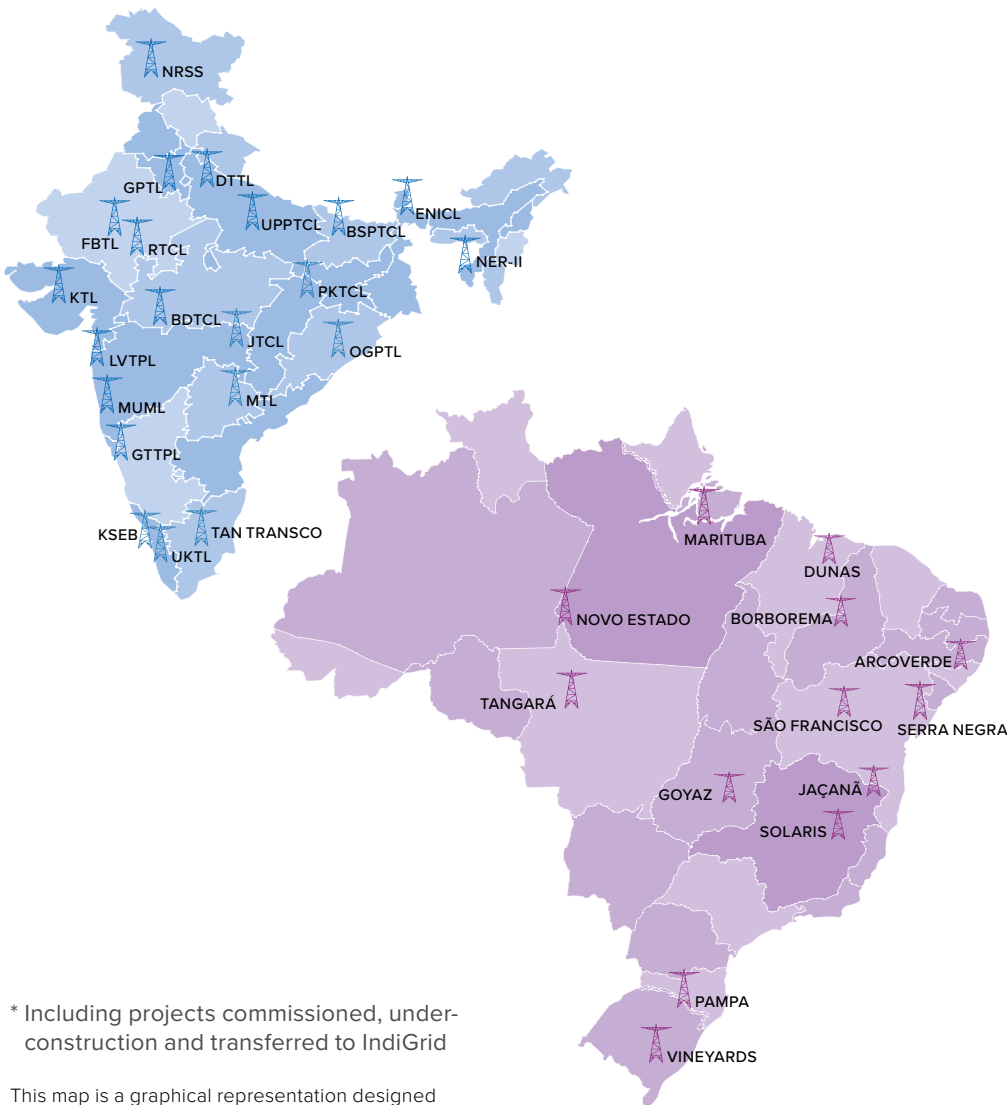 NRSS
GPTL
DTTL
UPPTCL
BSPTCL
ENICL
FBTL
RTCL
NER-II
KTL
BDTCL
PKTCL
JTCL
OGPTL
LVTPL
MUML
MTL
GTTPL
KSEB
UKTL
TAN TRANSCO
MARITUBA
DUNAS
NOVO ESTADO
BORBOREMA
ARCOVERDE
TANGARÁ
SÃO FRANCISCO
SERRA NEGRA
GOYAZ
JAÇANÃ
SOLARIS
PAMPA
VINEYARDS
* Including projects commissioned, under-
construction and transferred to IndiGrid
This map is a graphical representation designed